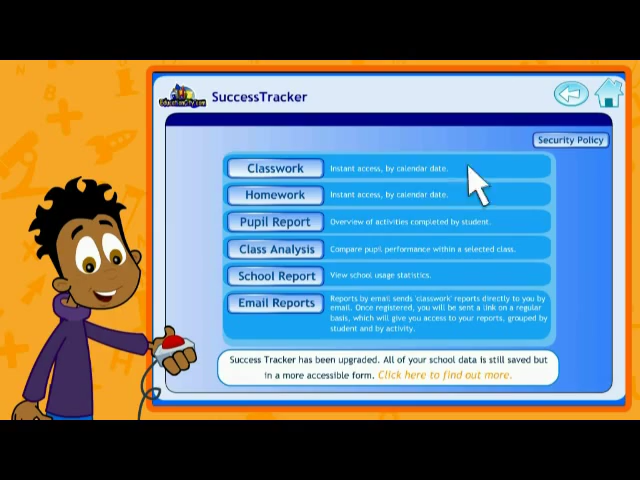 EducationCity.com
SuccessTracker
Security Policy
Classwork
Instant access, by calendar date.
Homework
Instant access, by calendar date.
Pupil Report
Overview of activities completed by student.
Class Analysis
Compare pupil performance within a selected class.
School Report
View school usage statistics.
Email Reports
Reports by email sends 'classwork' reports directly to you by
email. Once registered, you will be sent a link on a regular
basis, which will give you access to your reports, grouped by
student and by activity.
Success Tracker has been upgraded. All of your school data is still saved but
in a more accessible form. Click here to find out more.